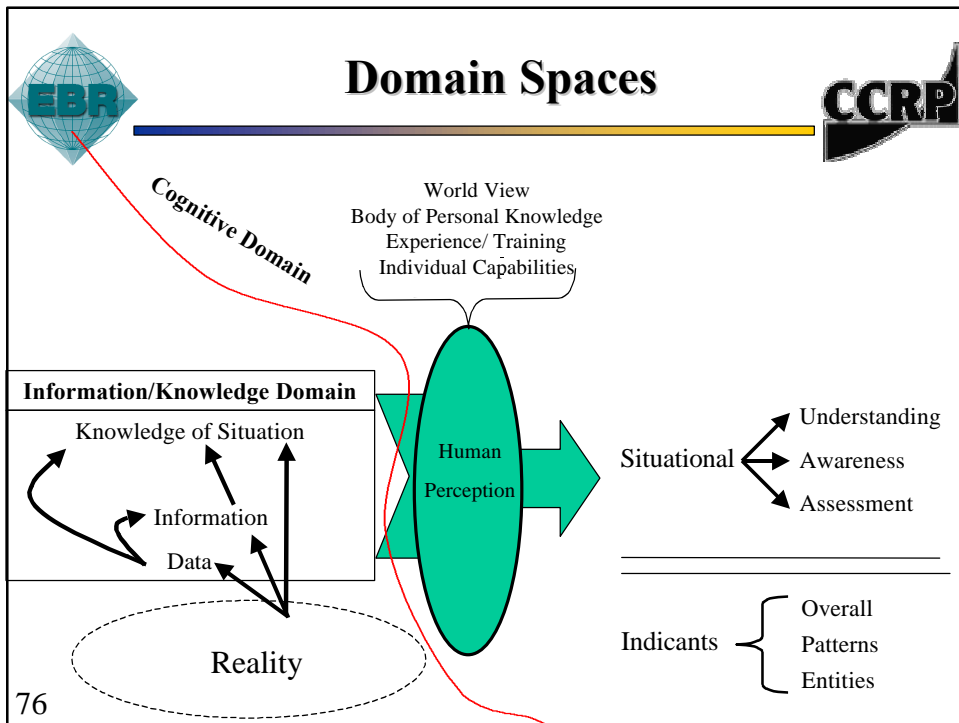 EBR
Domain Spaces
CCRP
Cognitive Domain
World View
Body of Personal Knowledge
Experience/ Training
Individual Capabilities
Information/Knowledge Domain
Knowledge of Situation
Information
Data
Reality
Human
Perception
Situational
Understanding
Awareness
Assessment
Indicants
Overall
Patterns
Entities
76